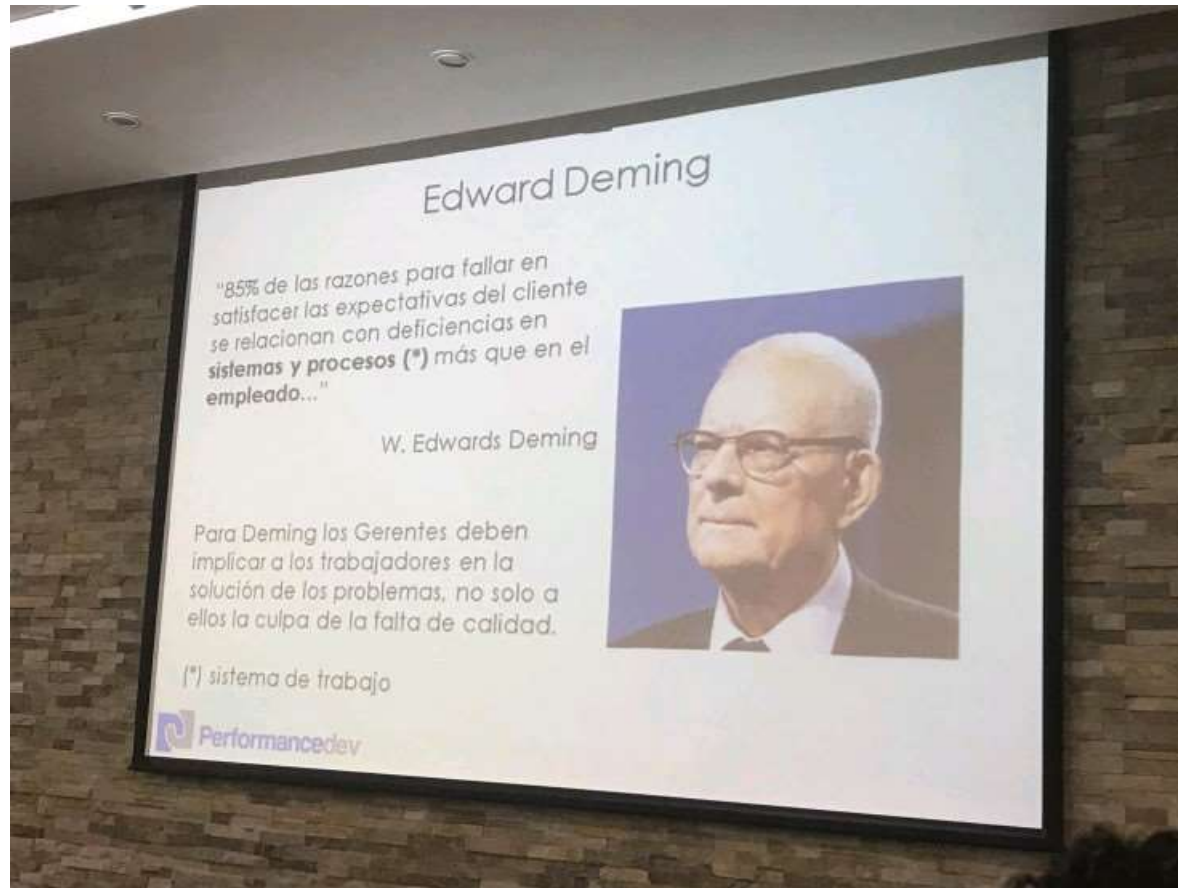 Edward Deming
"85% de las razones para fallar en
satisfacer las expectativas del cliente
se relacionan con deficiencias en
sistemas y procesos (*) más que en el
empleado..."
W. Edwards Deming
Para Deming los Gerentes deben
implicar a los trabajadores en la
solución de los problemas, no solo a
ellos la culpa de la falta de calidad.
(*) sistema de trabajo
Performancedev